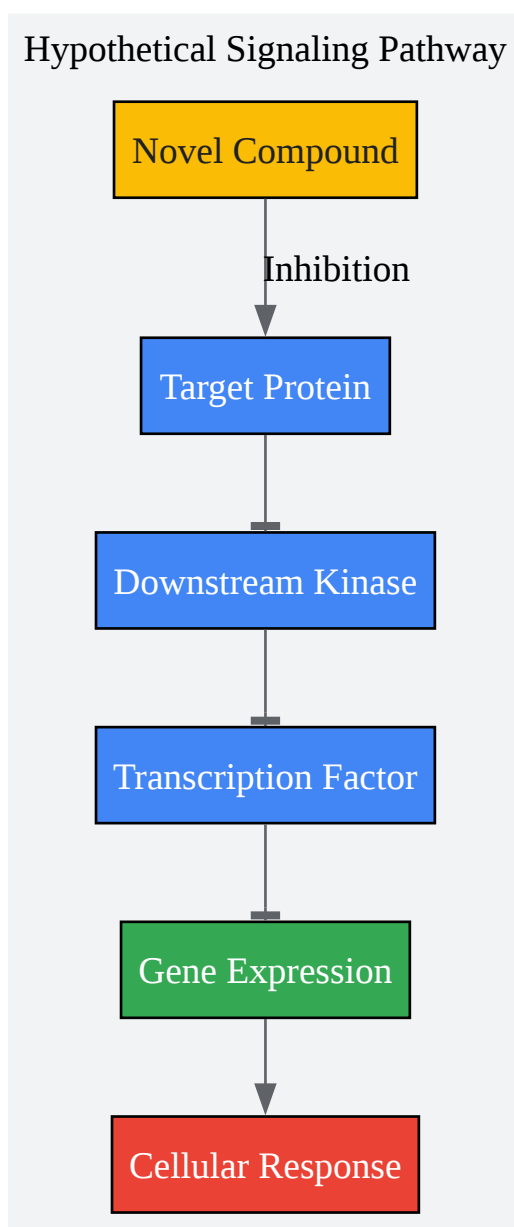 Hypothetical Signaling Pathway
Novel Compound
Inhibition
Target Protein
Downstream Kinase
Transcription Factor
Gene Expression
Cellular Response